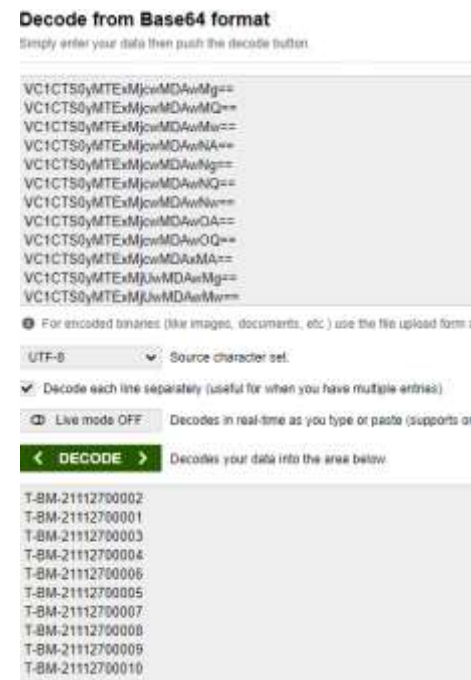 Decode from Base64 format
Simply enter your data then push the decode button.
VC1CTS0yMTExMjcwMDAwMg==
VC1CTS0yMTExMjcwMDAwMQ==
VC1CTS0yMTExMjcwMDAwMw==
VC1CTS0yMTExMjcwMDAwNA==
VC1CTS0yMTExMjcwMDAwNg==
VC1CTS0yMTExMjcwMDAwNQ==
VC1CTS0yMTExMjcwMDAwNw==
VC1CTS0yMTExMjcwMDAwOA==
VC1CTS0yMTExMjcwMDAwOQ==
VC1CTS0yMTExMjcwMDAxMA==
VC1CTS0yMTExMjUwMDAwMg==
VC1CTS0yMTExMjUwMDAwMw==
For encoded binaries (like images, documents, etc.) use the file upload form a
UTF-8 Source character set.
Decode each line separately (useful for when you have multiple entries).
Live mode OFF Decodes in real-time as you type or paste (supports on
< DECODE > Decodes your data into the area below.
T-BM-21112700002
T-BM-21112700001
T-BM-21112700003
T-BM-21112700004
T-BM-21112700006
T-BM-21112700005
T-BM-21112700007
T-BM-21112700008
T-BM-21112700009
T-BM-21112700010